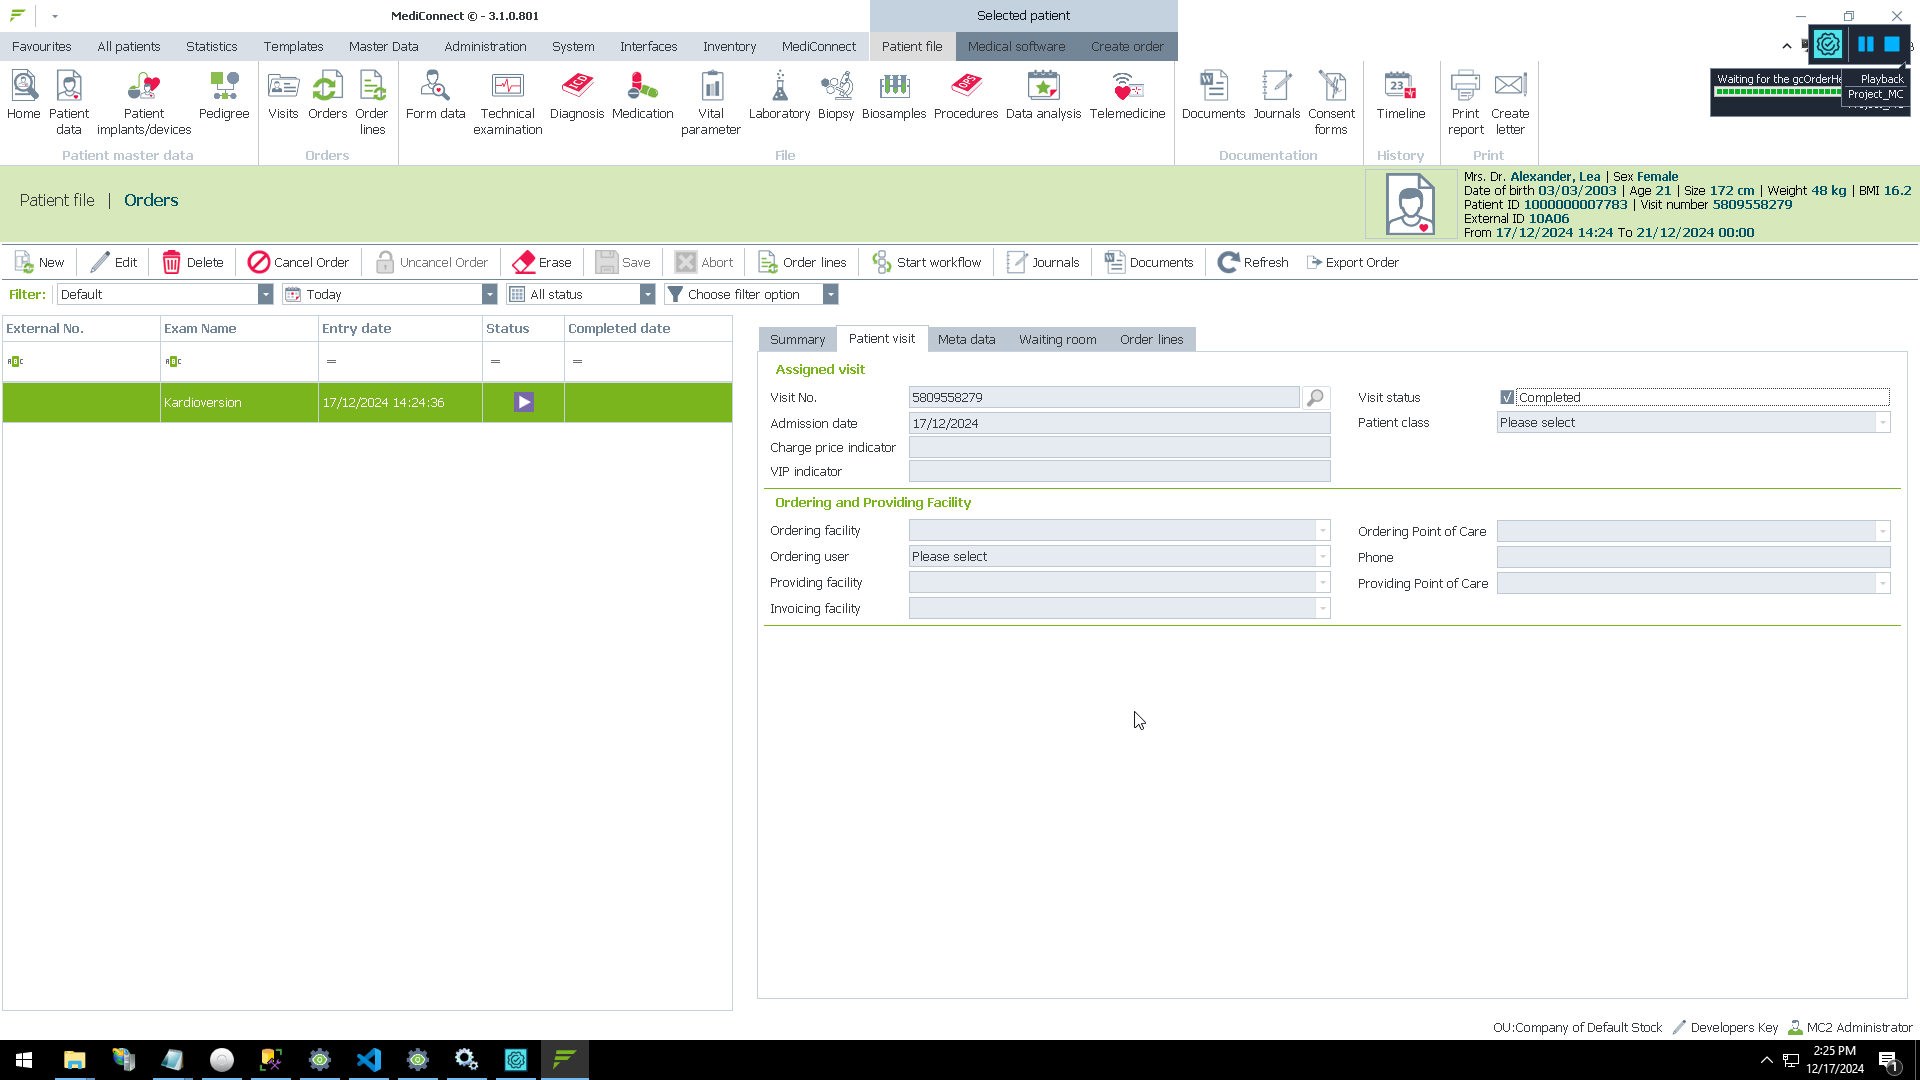 MediConnect © - 3.1.0.801
Selected patient
Favourites All patients Statistics Templates Master Data Administration System Interfaces Inventory MediConnect Patient file Medical software Create order
Waiting for the gcOrderHe
Playback
Project_MC
Home
Patient data
Patient implants/devices
Pedigree
Visits
Orders
Order lines
Form data
Technical examination
Diagnosis
Medication
Vital parameter
Laboratory
Biopsy
Biosamples
Procedures
Data analysis
Telemedicine
Documents
Journals
Consent forms
Timeline
Print report
Create letter
Patient master data Orders File Documentation History Print
Patient file | Orders
Mrs. Dr. Alexander, Lea | Sex Female
Date of birth 03/03/2003 | Age 21 | Size 172 cm | Weight 48 kg | BMI 16.2
Patient ID 1000000007783 | Visit number 5809558279
External ID 10A06
From 17/12/2024 14:24 To 21/12/2024 00:00
New Edit Delete Cancel Order Uncancel Order Erase Save Abort Order lines Start workflow Journals Documents Refresh Export Order
Filter: Default Today All status Choose filter option
External No. Exam Name Entry date Status Completed date
ABC ABC = = =
Kardioversion 17/12/2024 14:24:36
Summary Patient visit Meta data Waiting room Order lines
Assigned visit
Visit No. 5809558279 Visit status Completed
Admission date 17/12/2024 Patient class Please select
Charge price indicator
VIP indicator
Ordering and Providing Facility
Ordering facility Ordering Point of Care
Ordering user Please select Phone
Providing facility Providing Point of Care
Invoicing facility
OU:Company of Default Stock Developers Key MC2 Administrator
2:25 PM
12/17/2024
1